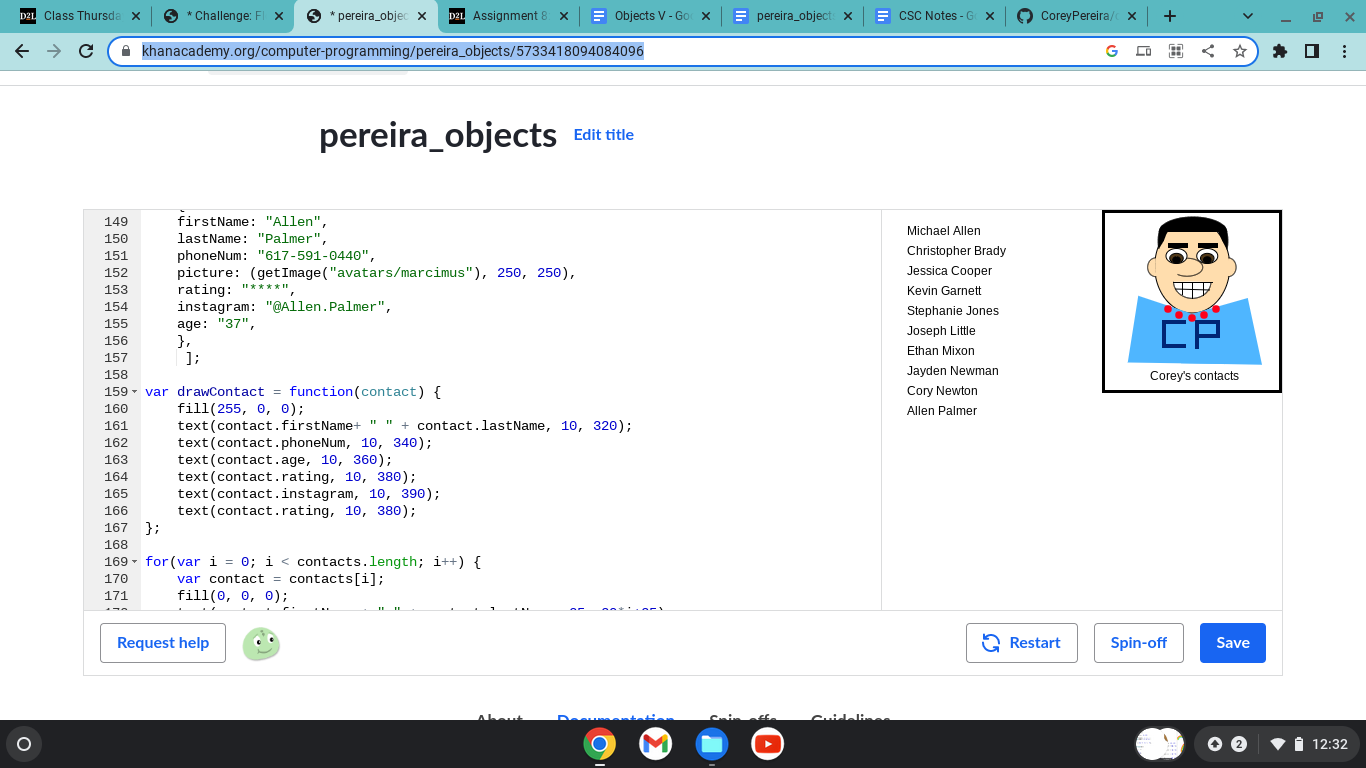 Class Thursda
* Challenge: Fl
* pereira_objec
D2L Assignment 8
Objects V - Go
pereira_object
CSC Notes - G
CoreyPereira/
khanacademy.org/computer-programming/pereira_objects/5733418094084096
pereira_objects Edit title
149 firstName: "Allen",
150 lastName: "Palmer",
151 phoneNum: "617-591-0440",
152 picture: (getImage("avatars/marcimus"), 250, 250),
153 rating: "****",
154 instagram: "@Allen.Palmer",
155 age: "37",
156 },
157 ];
158
159 var drawContact = function(contact) {
160 fill(255, 0, 0);
161 text(contact.firstName+ " " + contact.lastName, 10, 320);
162 text(contact.phoneNum, 10, 340);
163 text(contact.age, 10, 360);
164 text(contact.rating, 10, 380);
165 text(contact.instagram, 10, 390);
166 text(contact.rating, 10, 380);
167 };
168
169 for(var i = 0; i < contacts.length; i++) {
170 var contact = contacts[i];
171 fill(0, 0, 0);
Michael Allen
Christopher Brady
Jessica Cooper
Kevin Garnett
Stephanie Jones
Joseph Little
Ethan Mixon
Jayden Newman
Cory Newton
Allen Palmer
CP
Corey's contacts
Request help
Restart
Spin-off
Save
About Documentation Spin-offs Guidelines
2 12:32